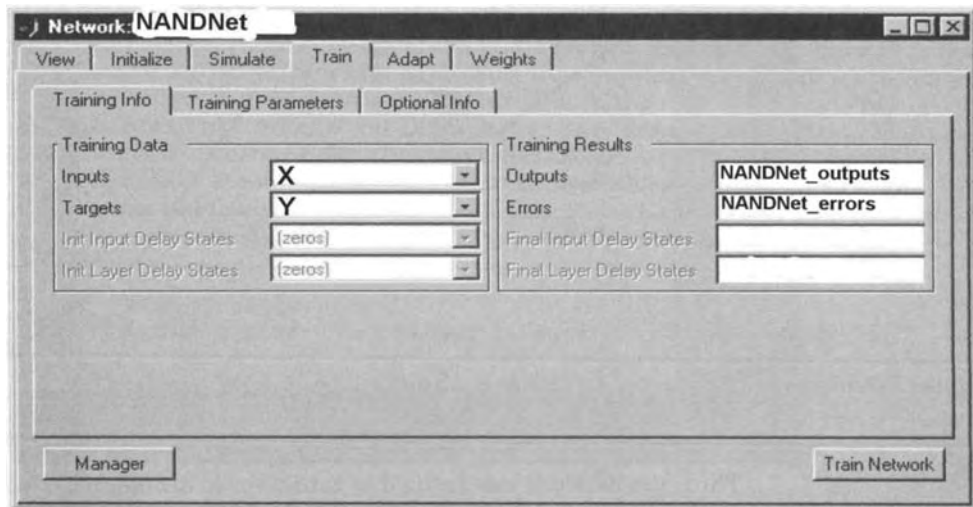 Network: NANDNet
View Initialize Simulate Train Adapt Weights
Training Info Training Parameters Optional Info
Training Data
Inputs X
Targets Y
Init Input Delay States (zeros)
Init Layer Delay States (zeros)
Training Results
Outputs NANDNet_outputs
Errors NANDNet_errors
Final Input Delay States
Final Layer Delay States
Manager
Train Network